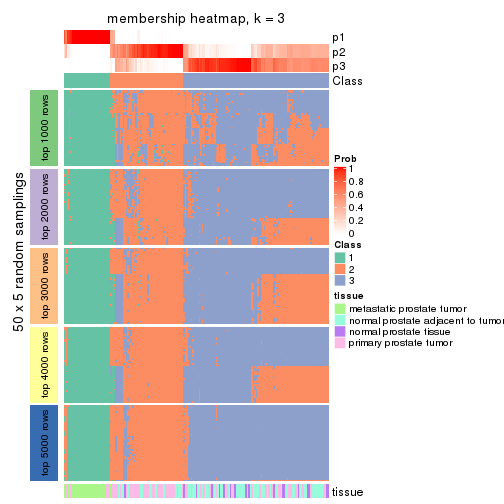 membership heatmap, k = 3
p1
p2
p3
Class
50 x 5 random samplings
top 1000 rows
top 2000 rows
top 3000 rows
top 4000 rows
top 5000 rows
tissue
Prob
1
0.8
0.6
0.4
0.2
0
Class
1
2
3
tissue
metastatic prostate tumor
normal prostate adjacent to tumor
normal prostate tissue
primary prostate tumor